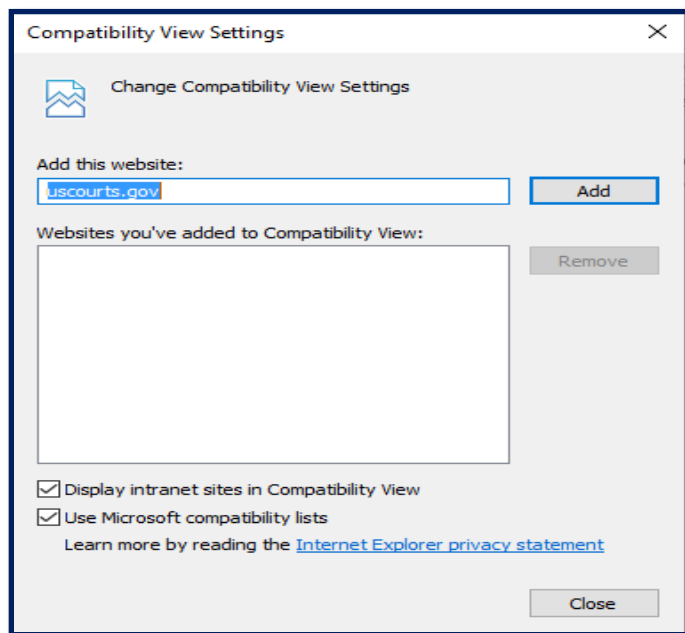 Compatibility View Settings
Change Compatibility View Settings
Add this website:
uscourts.gov
Add
Websites you've added to Compatibility View:
Remove
Display intranet sites in Compatibility View
Use Microsoft compatibility lists
Learn more by reading the Internet Explorer privacy statement
Close